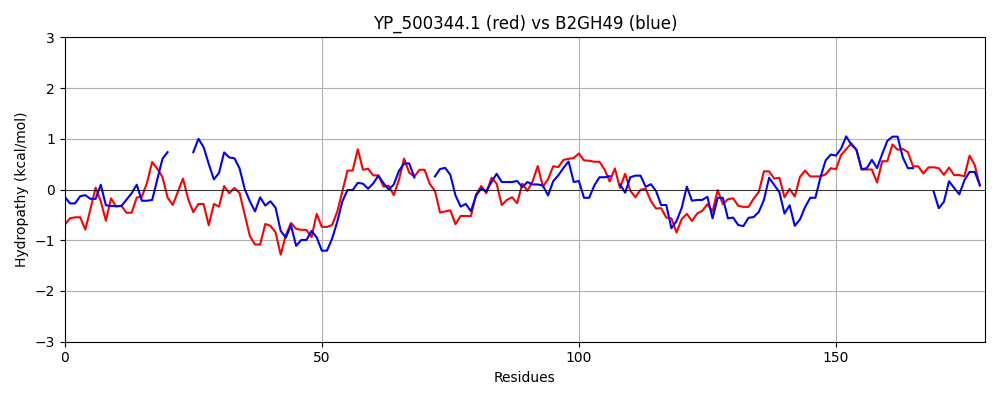 YP_500344.1 (red) vs B2GH49 (blue)
Hydropathy (kcal/mol)
3
2
1
0
−1
−2
−3
0 50 100 150
Residues